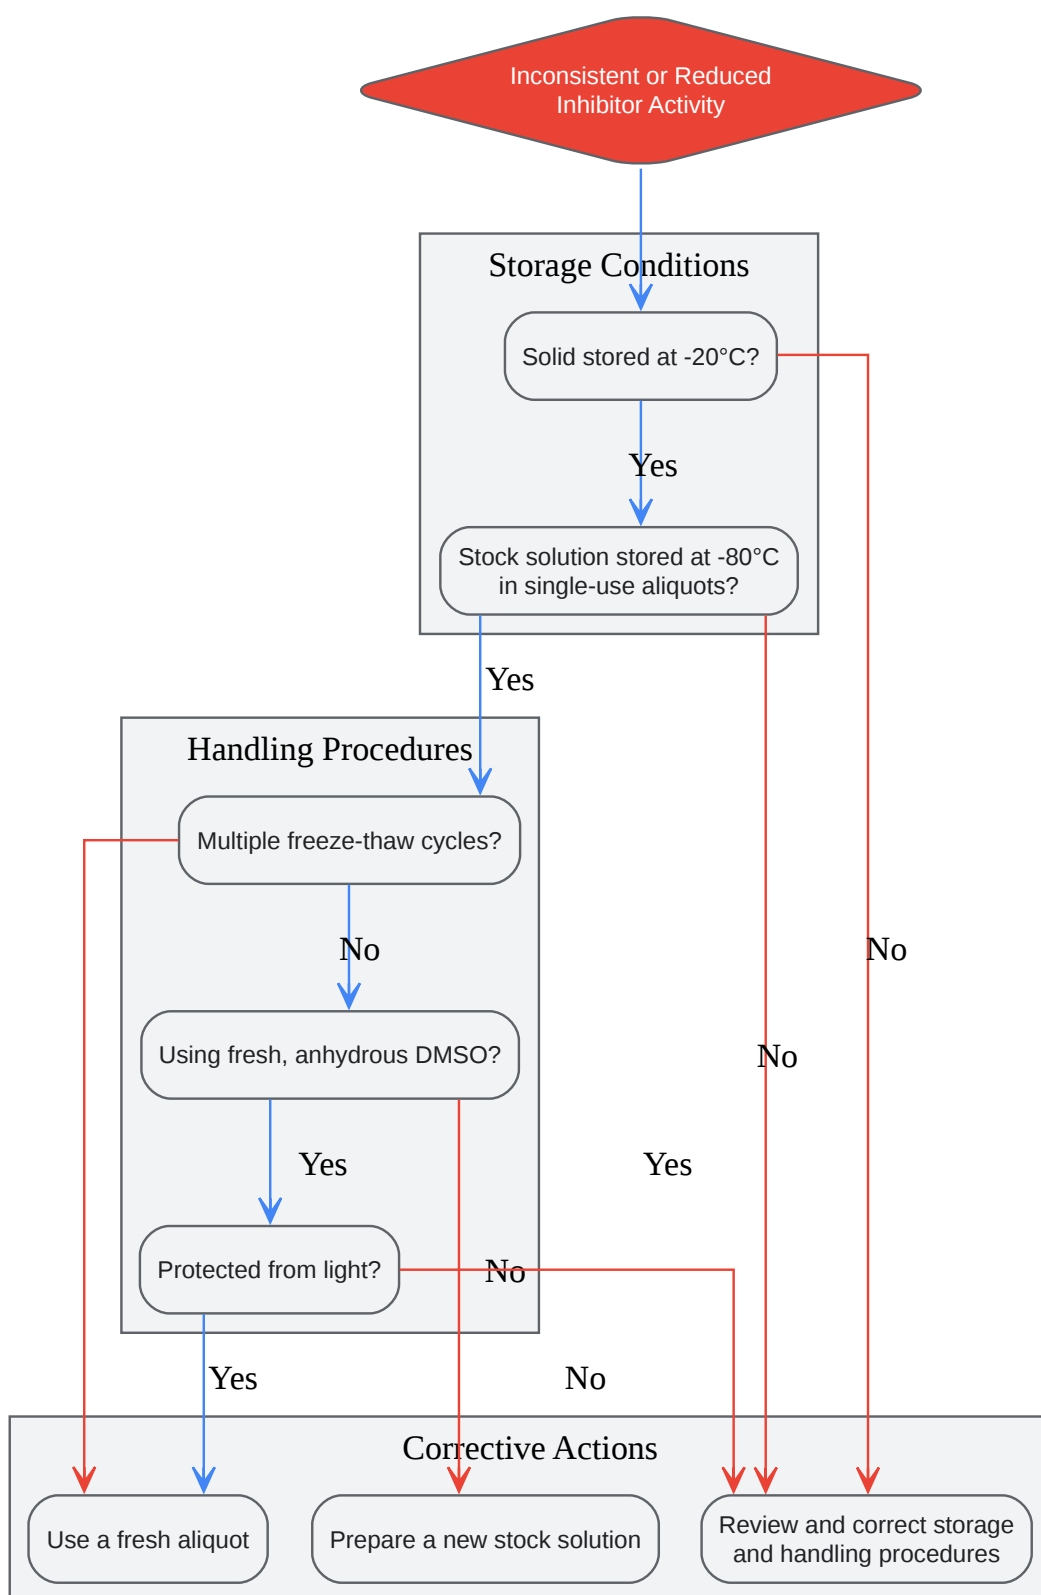 Inconsistent or Reduced
Inhibitor Activity
Storage Conditions
Solid stored at -20°C?
Yes
Stock solution stored at -80°C
in single-use aliquots?
Yes
Handling Procedures
Multiple freeze-thaw cycles?
No
No
Using fresh, anhydrous DMSO?
No
Yes
Yes
Protected from light?
No
Yes
No
Corrective Actions
Use a fresh aliquot
Prepare a new stock solution
Review and correct storage
and handling procedures